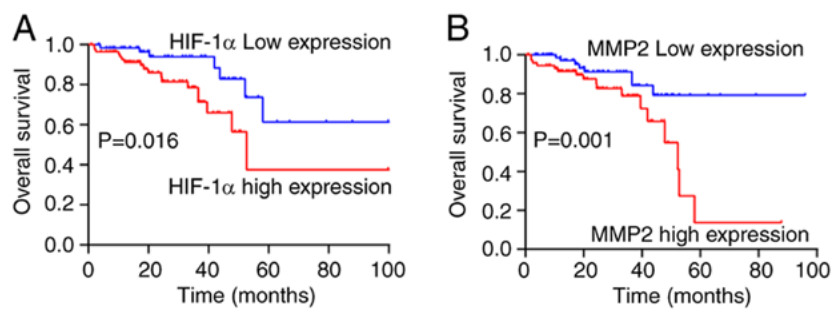 A
HIF-1α Low expression
1.0
0.8
0.6
0.4
0.2
0.0
P=0.016
HIF-1α high expression
Overall survival
0 20 40 60 80 100
Time (months)
B
MMP2 Low expression
1.0
0.8
0.6
0.4
0.2
0.0
P=0.001
MMP2 high expression
Overall survival
0 20 40 60 80 100
Time (months)